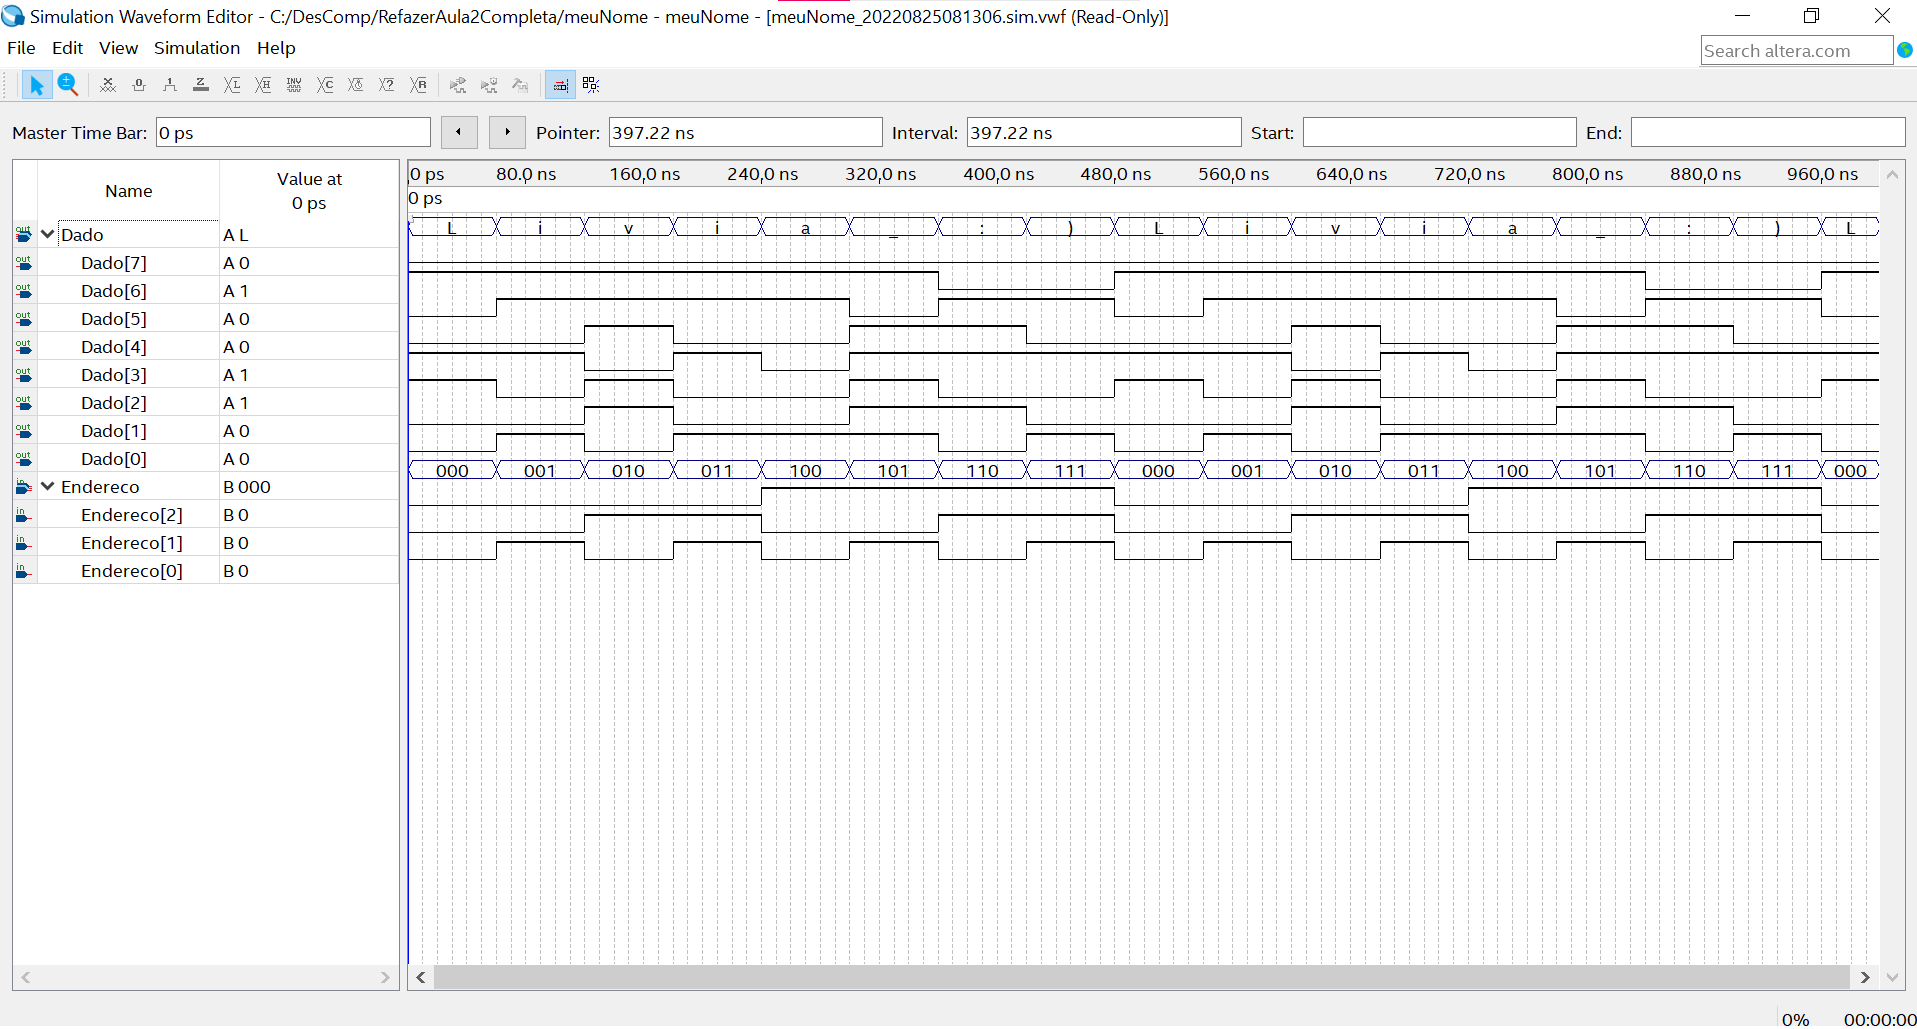 Simulation Waveform Editor - C:/DesComp/RefazerAula2Completa/meuNome - meuNome - [meuNome_20220825081306.sim.vwf (Read-Only)]
File Edit View Simulation Help
Search altera.com
Master Time Bar: 0 ps Pointer: 397.22 ns Interval: 397.22 ns Start: End:
Name Value at 0 ps
0 ps 80.0 ns 160,0 ns 240,0 ns 320,0 ns 400,0 ns 480,0 ns 560,0 ns 640,0 ns 720,0 ns 800,0 ns 880,0 ns 960,0 ns
0 ps
Dado A L L i v i a _ : ) L i v i a _ : ) L
Dado[7] A 0
Dado[6] A 1
Dado[5] A 0
Dado[4] A 0
Dado[3] A 1
Dado[2] A 1
Dado[1] A 0
Dado[0] A 0
000 001 010 011 100 101 110 111 000 001 010 011 100 101 110 111 000
Endereco B 000
Endereco[2] B 0
Endereco[1] B 0
Endereco[0] B 0
0% 00:00:00